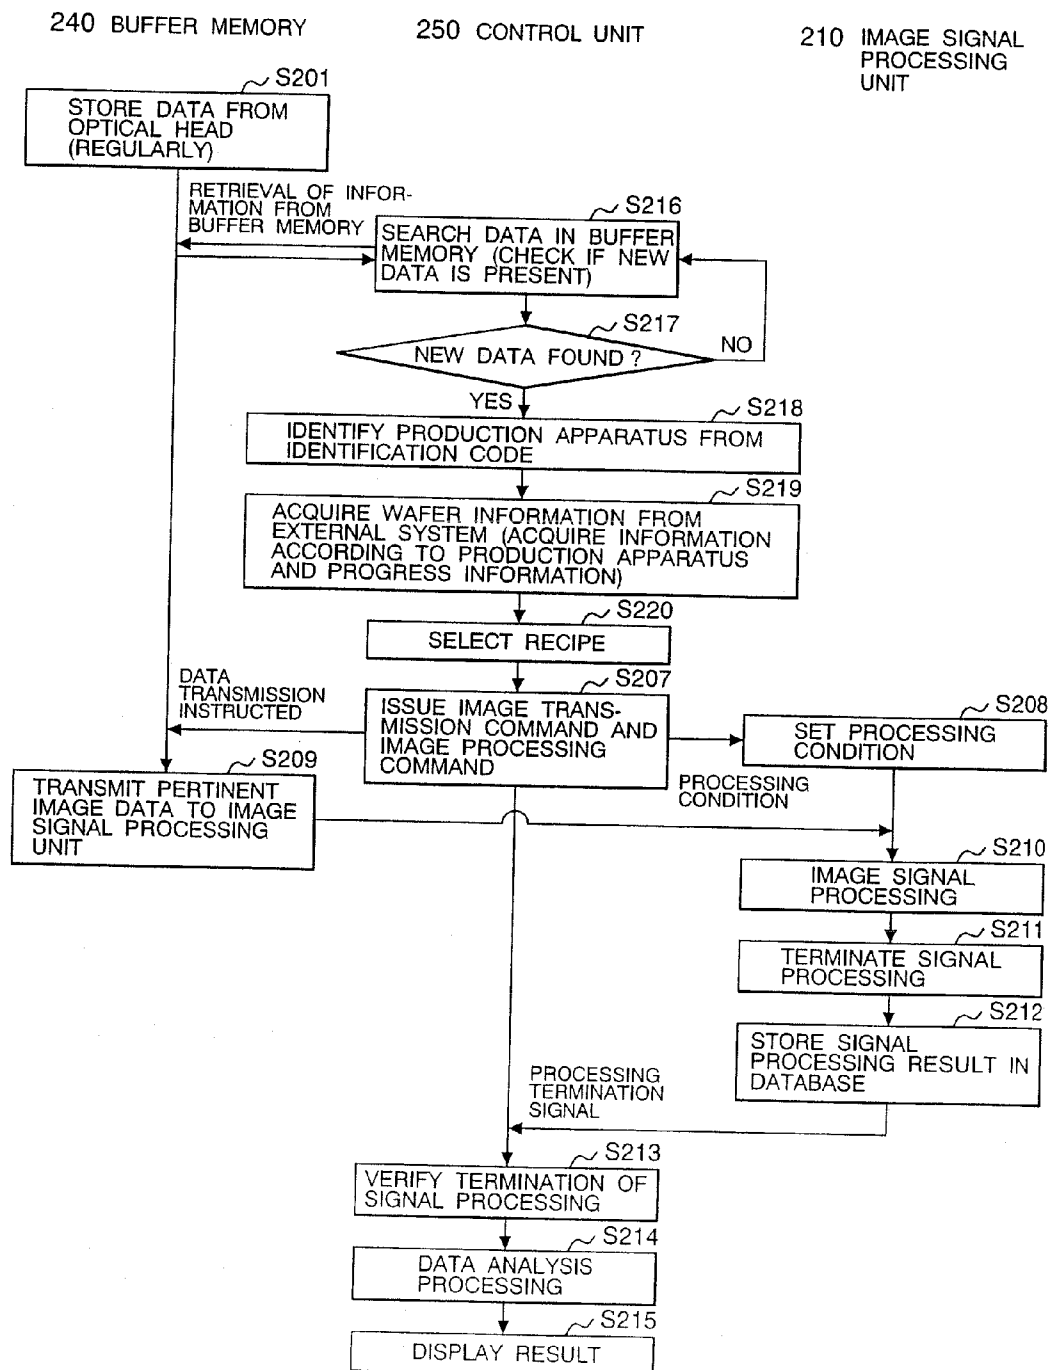 240 BUFFER MEMORY
250 CONTROL UNIT
210 IMAGE SIGNAL
PROCESSING
UNIT
S201
STORE DATA FROM
OPTICAL HEAD
(REGULARLY)
RETRIEVAL OF INFOR-
MATION FROM
BUFFER MEMORY
S216
SEARCH DATA IN BUFFER
MEMORY (CHECK IF NEW
DATA IS PRESENT)
S217
NEW DATA FOUND ?
NO
YES
S218
IDENTIFY PRODUCTION APPARATUS FROM
IDENTIFICATION CODE
S219
ACQUIRE WAFER INFORMATION FROM
EXTERNAL SYSTEM (ACQUIRE INFORMATION
ACCORDING TO PRODUCTION APPARATUS
AND PROGRESS INFORMATION)
S220
SELECT RECIPE
S207
ISSUE IMAGE TRANS-
MISSION COMMAND AND
IMAGE PROCESSING
COMMAND
DATA
TRANSMISSION
INSTRUCTED
S208
SET PROCESSING
CONDITION
S209
TRANSMIT PERTINENT
IMAGE DATA TO IMAGE
SIGNAL PROCESSING
UNIT
PROCESSING
CONDITION
S210
IMAGE SIGNAL
PROCESSING
S211
TERMINATE SIGNAL
PROCESSING
S212
STORE SIGNAL
PROCESSING RESULT IN
DATABASE
PROCESSING
TERMINATION
SIGNAL
S213
VERIFY TERMINATION OF
SIGNAL PROCESSING
S214
DATA ANALYSIS
PROCESSING
S215
DISPLAY RESULT